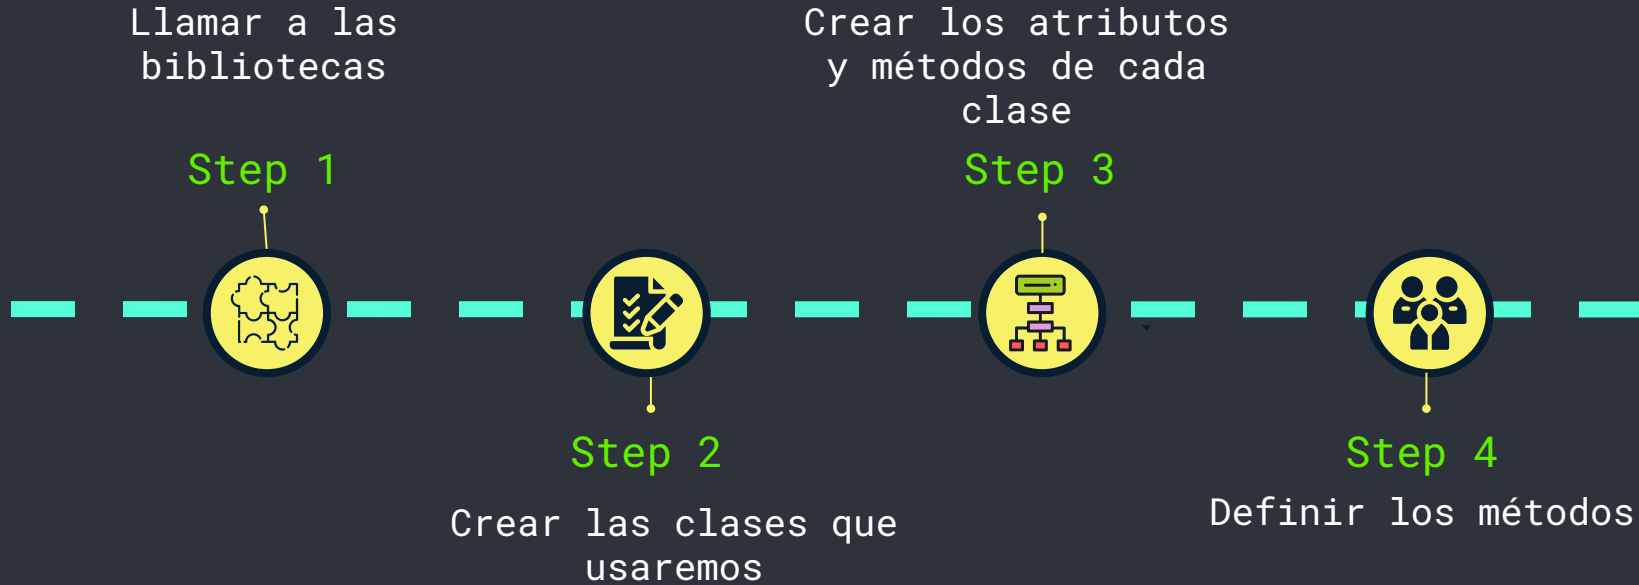 Llamar a las
bibliotecas
Step 1
Step 2
Crear las clases que
usaremos
Crear los atributos
y métodos de cada
clase
Step 3
Step 4
Definir los métodos